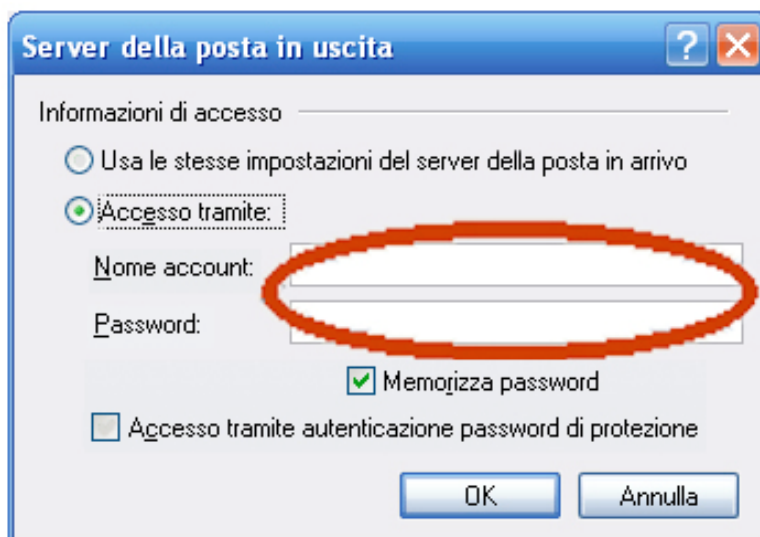 Server della posta in uscita
Informazioni di accesso
Usa le stesse impostazioni del server della posta in arrivo
Accesso tramite:
Nome account:
Password:
Memorizza password
Accesso tramite autenticazione password di protezione
OK Annulla